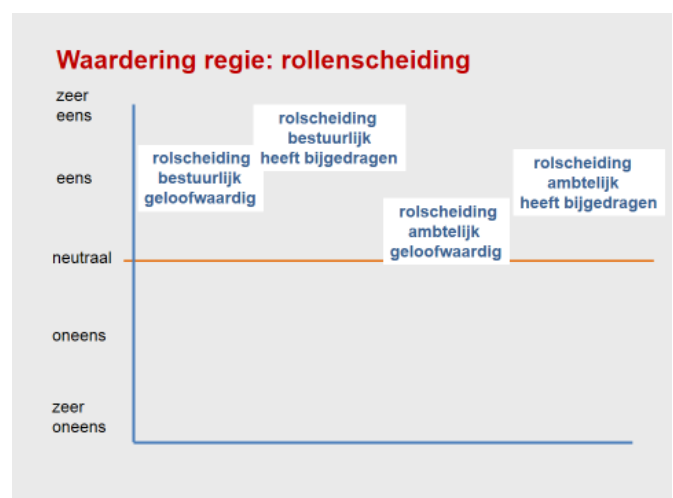 Waardering regie: rollenscheiding
zeer
eens
eens
neutraal
oneens
zeer
oneens
rolscheiding
bestuurlijk
geloofwaardig
rolscheiding
bestuurlijk
heeft bijgedragen
rolscheiding
ambtelijk
geloofwaardig
rolscheiding
ambtelijk
heeft bijgedragen